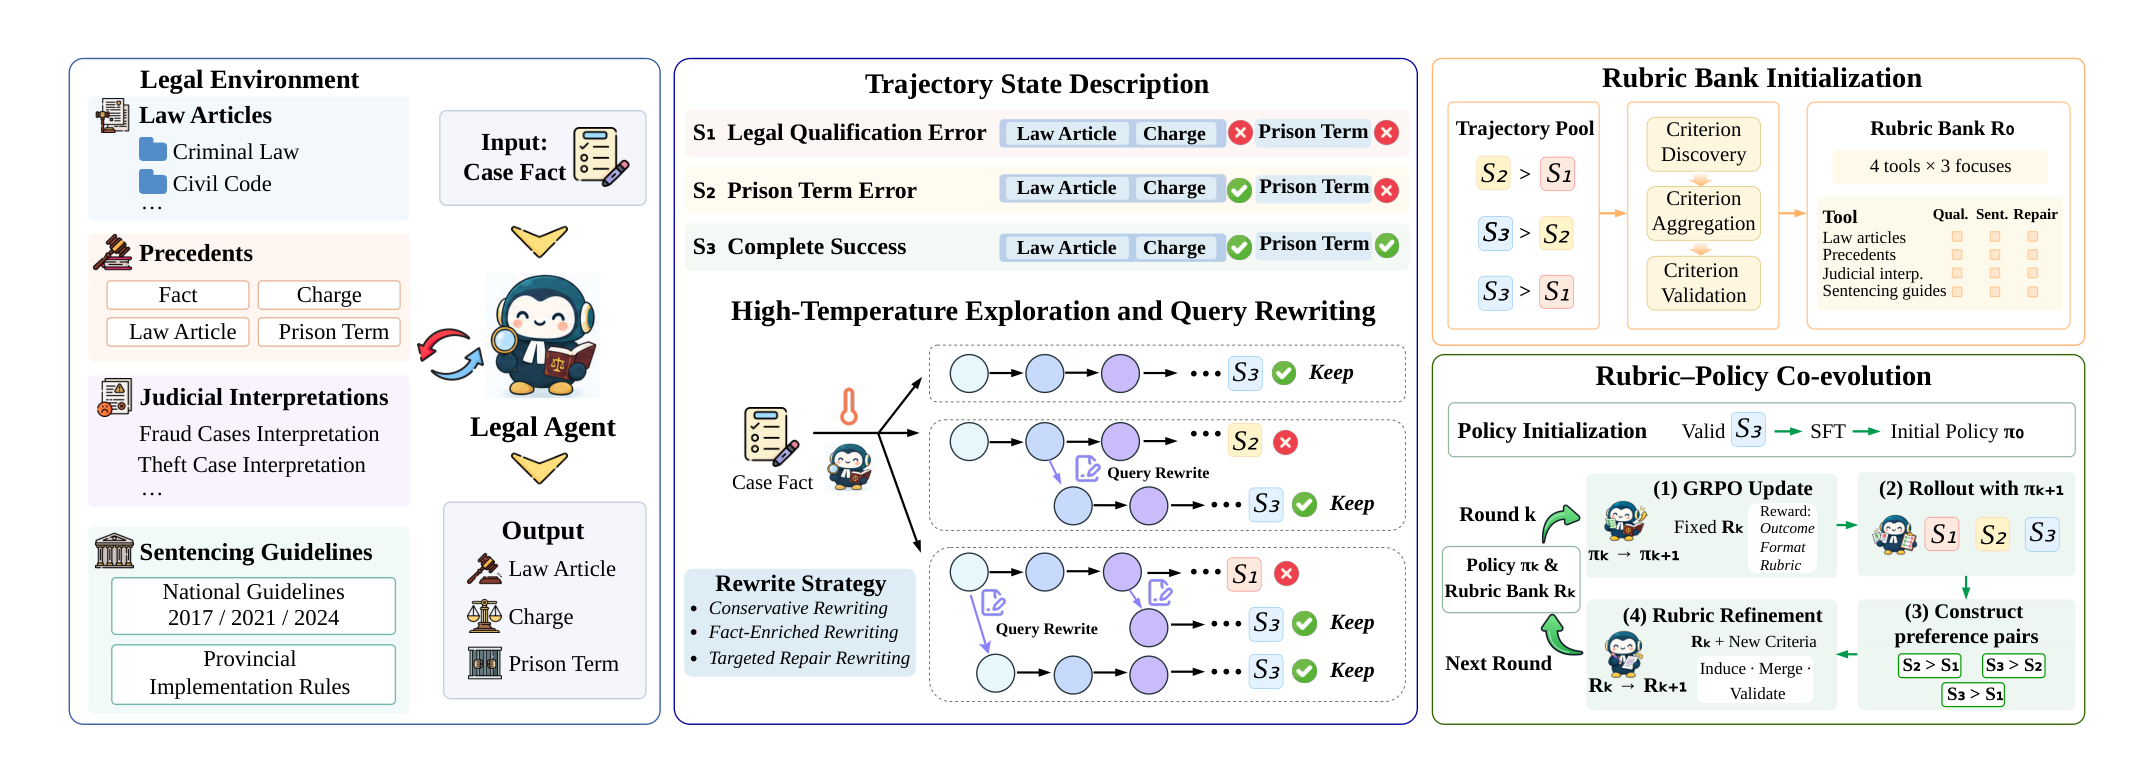 Legal Environment
Law Articles
Criminal Law
Civil Code
...
Precedents
Fact
Charge
Law Article
Prison Term
Judicial Interpretations
Fraud Cases Interpretation
Theft Case Interpretation
...
Sentencing Guidelines
National Guidelines
2017 / 2021 / 2024
Provincial
Implementation Rules
Input:
Case Fact
Legal Agent
Output
Law Article
Charge
Prison Term
Trajectory State Description
S₁ Legal Qualification Error Law Article Charge Prison Term
S₂ Prison Term Error Law Article Charge Prison Term
S₃ Complete Success Law Article Charge Prison Term
High-Temperature Exploration and Query Rewriting
Case Fact
... S₃ Keep
... S₂
Query Rewrite
... S₃ Keep
... S₁
Query Rewrite
... S₃ Keep
... S₃ Keep
Rewrite Strategy
• Conservative Rewriting
• Fact-Enriched Rewriting
• Targeted Repair Rewriting
Rubric Bank Initialization
Trajectory Pool
S₂ > S₁
S₃ > S₂
S₃ > S₁
Criterion
Discovery
Criterion
Aggregation
Criterion
Validation
Rubric Bank R₀
4 tools × 3 focuses
Tool Qual. Sent. Repair
Law articles
Precedents
Judicial interp.
Sentencing guides
Rubric–Policy Co-evolution
Policy Initialization Valid S₃ → SFT → Initial Policy π₀
Round k
Policy πₖ &
Rubric Bank Rₖ
Next Round
(1) GRPO Update
Fixed Rₖ
Reward:
Outcome
Format
Rubric
πₖ → πₖ₊₁
(2) Rollout with πₖ₊₁
S₁ S₂ S₃
(3) Construct
preference pairs
S₂ > S₁ S₃ > S₂
S₃ > S₁
(4) Rubric Refinement
Rₖ + New Criteria
Induce · Merge ·
Validate
Rₖ → Rₖ₊₁